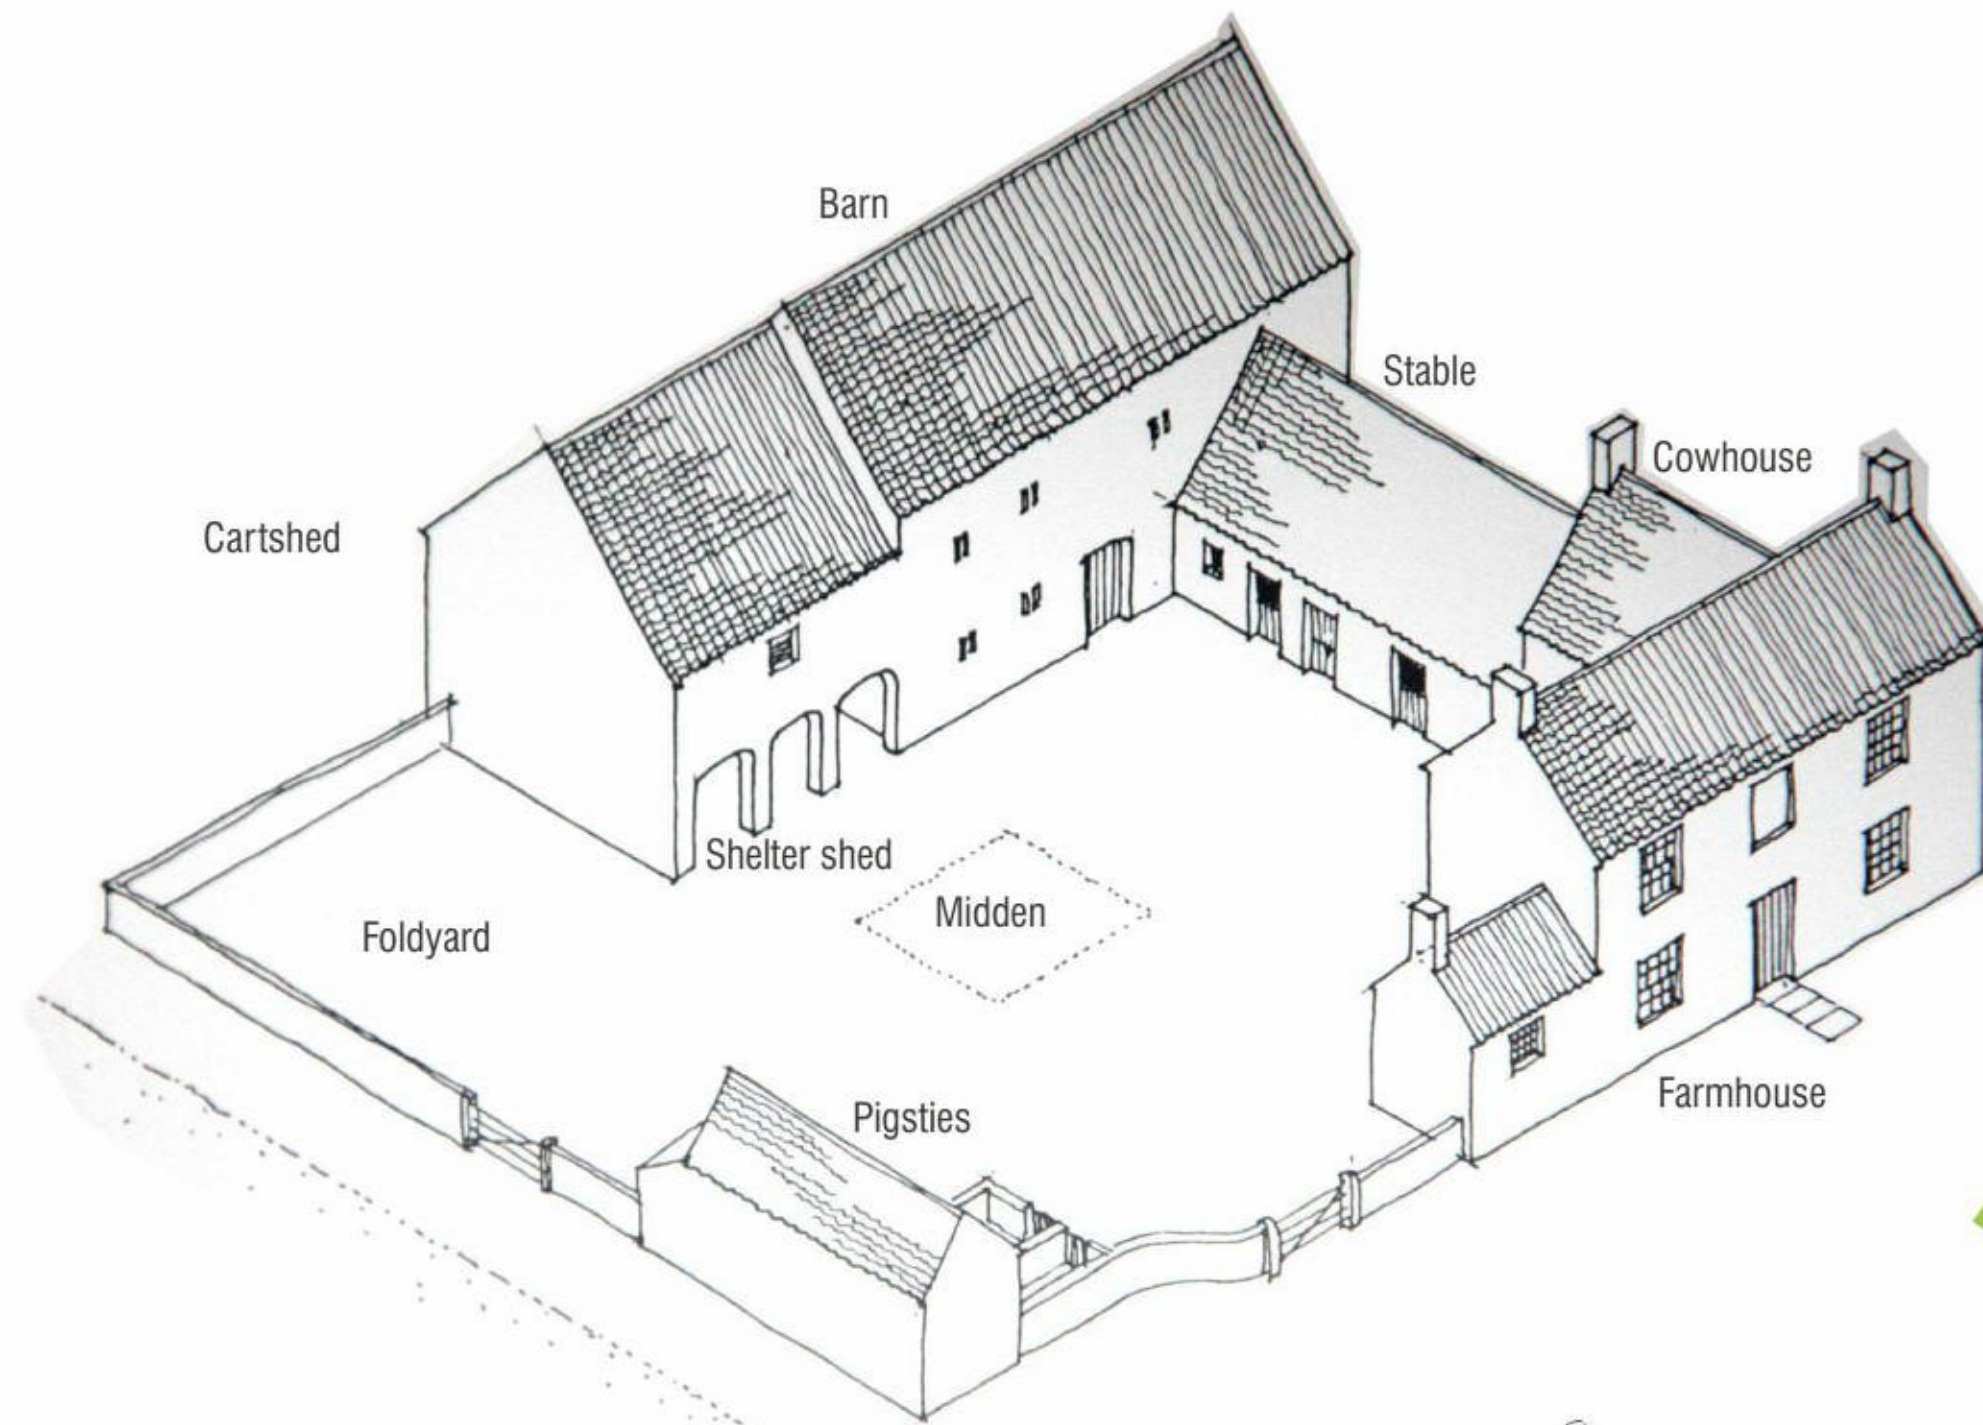 Barn
Stable
Cowhouse
Cartshed
Shelter shed
Midden
Foldyard
Farmhouse
Pigsties